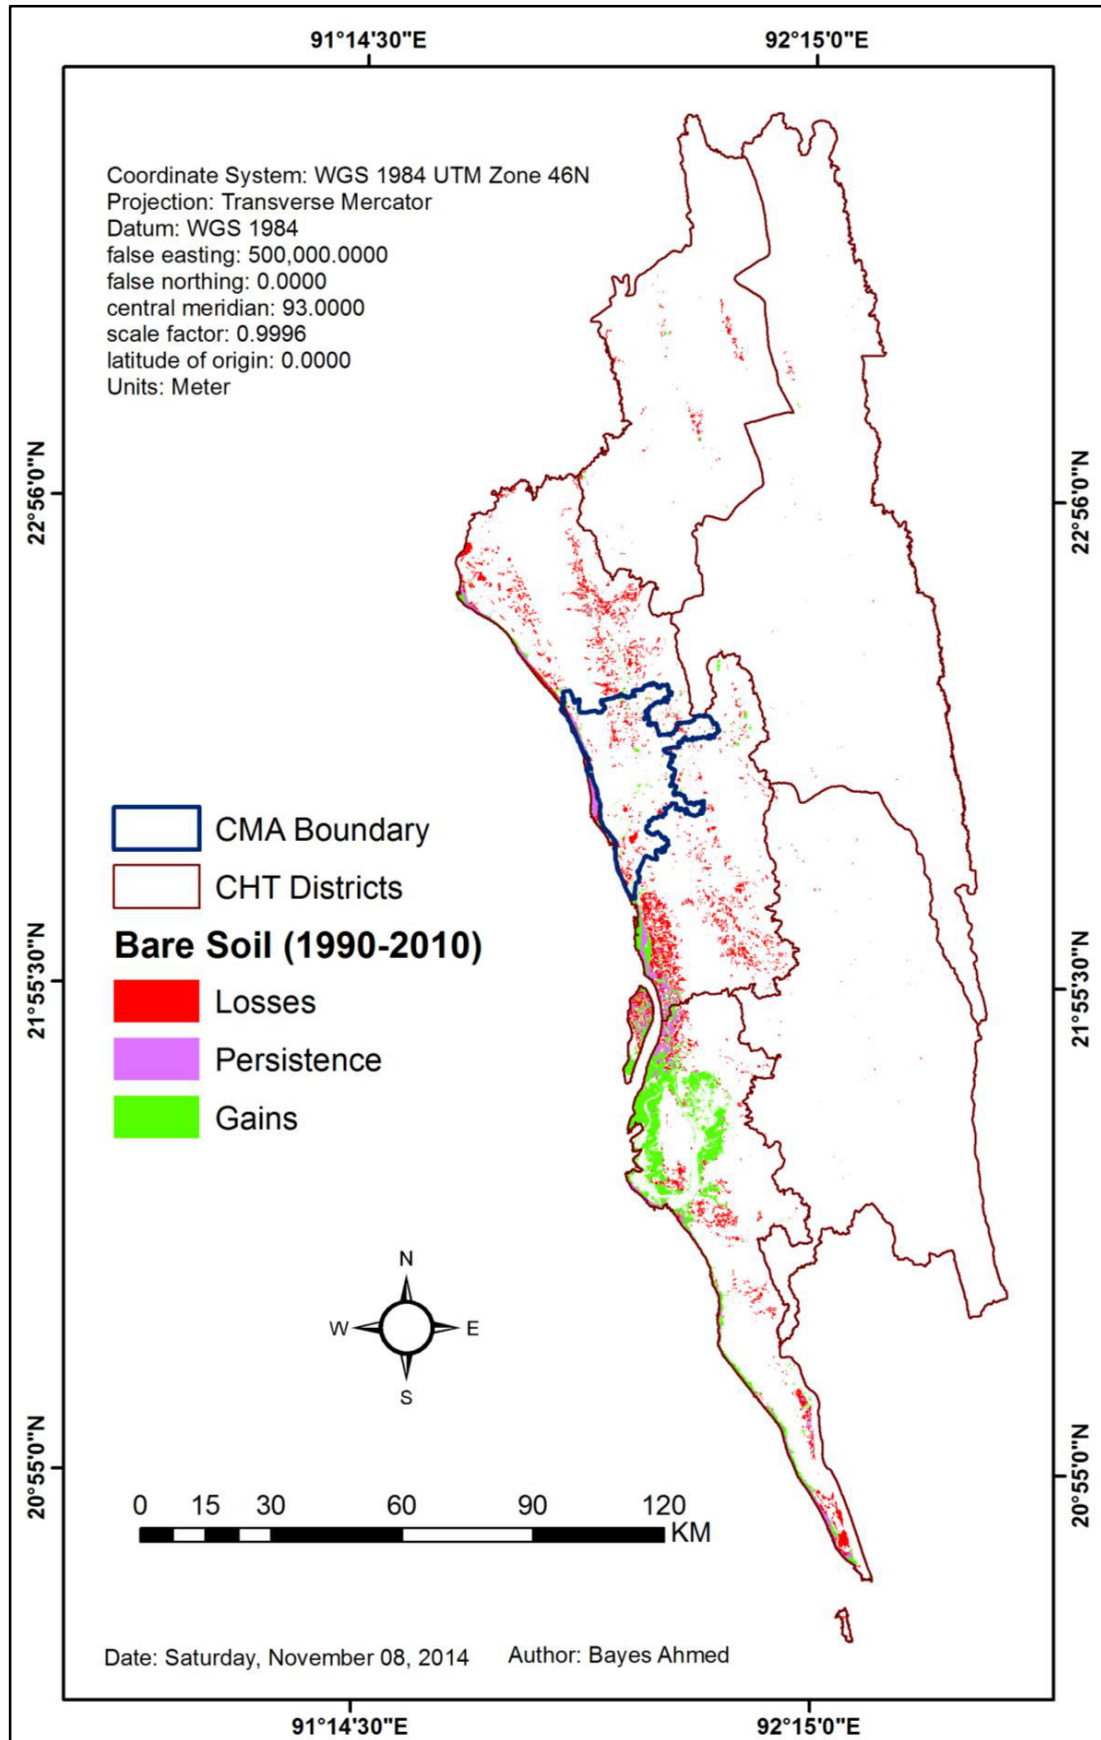 91°14'30"E
92°15'0"E
Coordinate System: WGS 1984 UTM Zone 46N
Projection: Transverse Mercator
Datum: WGS 1984
false easting: 500,000.0000
false northing: 0.0000
central meridian: 93.0000
scale factor: 0.9996
latitude of origin: 0.0000
Units: Meter
22°56'0"N
22°56'0"N
CMA Boundary
CHT Districts
Bare Soil (1990-2010)
21°55'30"N
21°55'30"N
Losses
Persistence
Gains
N
W
E
S
20°55'0"N
20°55'0"N
0 15 30 60 90 120
KM
Date: Saturday, November 08, 2014
Author: Bayes Ahmed
91°14'30"E
92°15'0"E